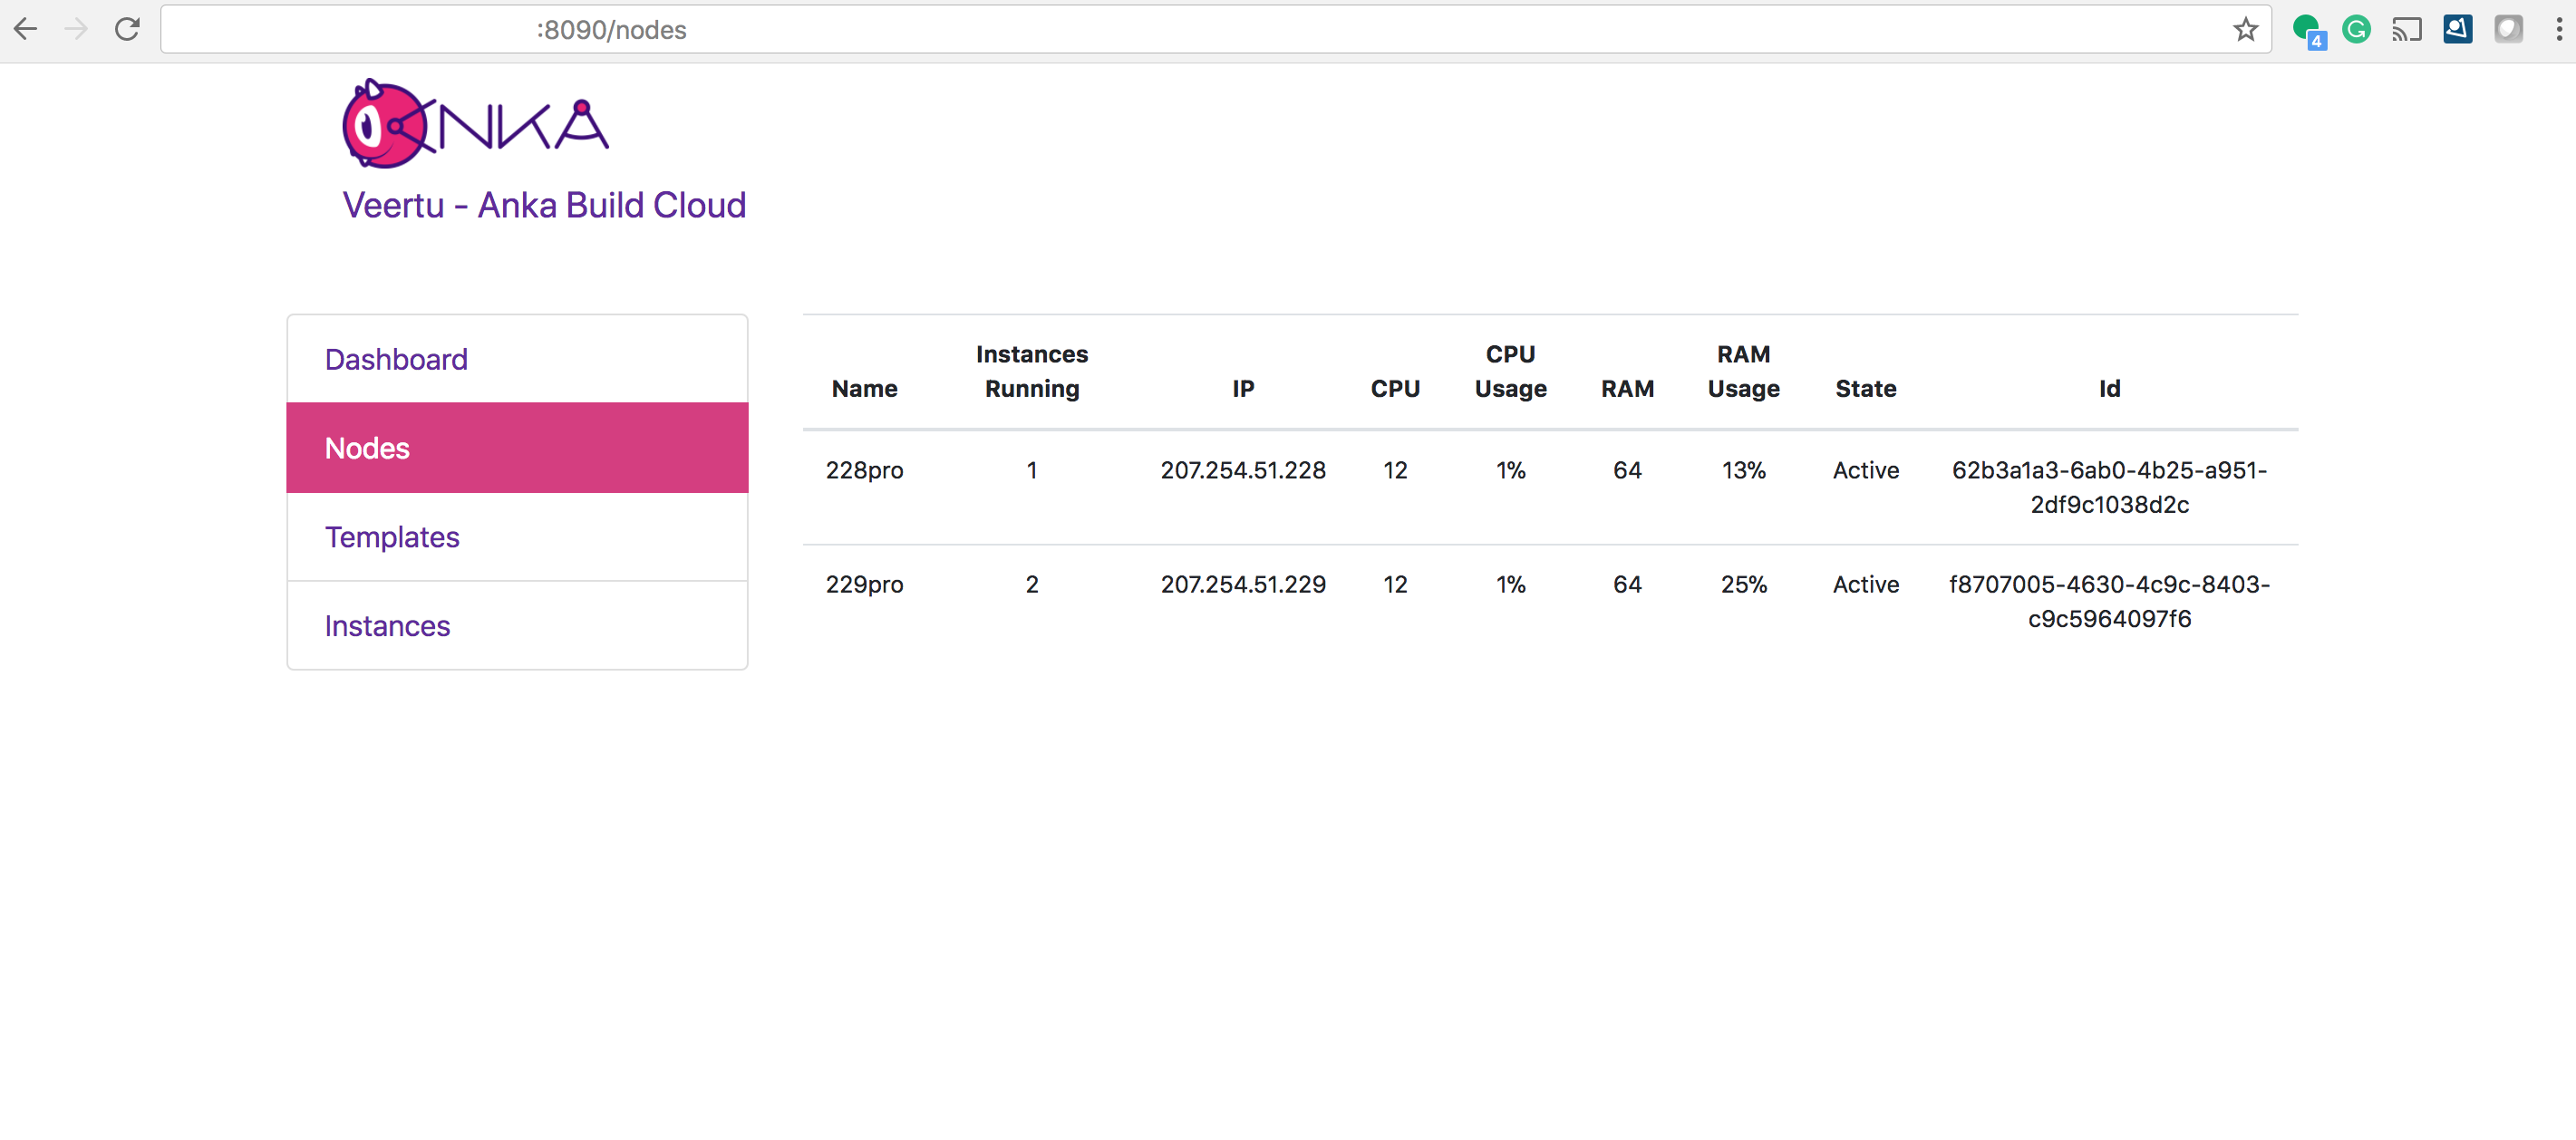 :8090/nodes
4
ANKA
Veertu - Anka Build Cloud
Dashboard
Nodes
Templates
Instances
Name Instances Running IP CPU CPU Usage RAM RAM Usage State Id
228pro 1 207.254.51.228 12 1% 64 13% Active 62b3a1a3-6ab0-4b25-a951-
2df9c1038d2c
229pro 2 207.254.51.229 12 1% 64 25% Active f8707005-4630-4c9c-8403-
c9c5964097f6